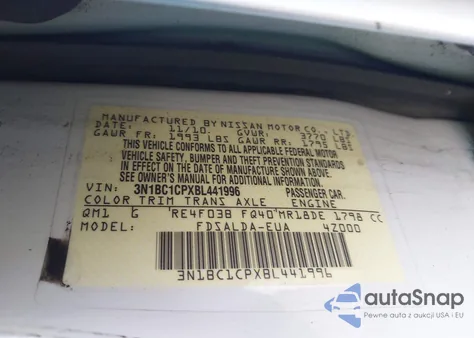 MANUFACTURED BY NISSAN MOTOR CO., LTD.
DATE: 11/10 GVWR: 3770 LBS
GAWR FR: 1993 LBS GAWR RR: 1795 LBS
THIS VEHICLE CONFORMS TO ALL APPLICABLE FEDERAL MOTOR
VEHICLE SAFETY, BUMPER AND THEFT PREVENTION STANDARDS
IN EFFECT ON THE DATE OF MANUFACTURE SHOWN ABOVE.
SEE OWNER'S MANUAL FOR ADDITIONAL INFORMATION.
VIN: 3N1BC1CPXBL441996 PASSENGER CAR
COLOR TRIM TRANS AXLE ENGINE
QM1 G RE4F03B FQ40 MR18DE 1798 CC
MODEL: FDSALDA-EUA 4Z000
3N1BC1CPXBL441996
autoSnap
Pewne auta z aukcji USA i EU